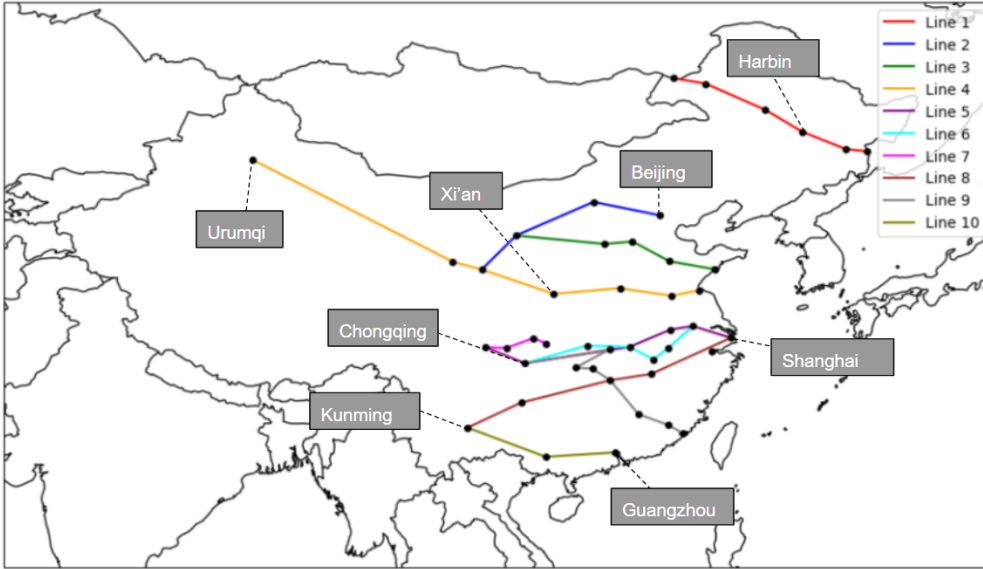 Line 1
Line 2
Line 3
Line 4
Line 5
Line 6
Line 7
Line 8
Line 9
Line 10
Harbin
Beijing
Xi'an
Urumqi
Chongqing
Shanghai
Kunming
Guangzhou